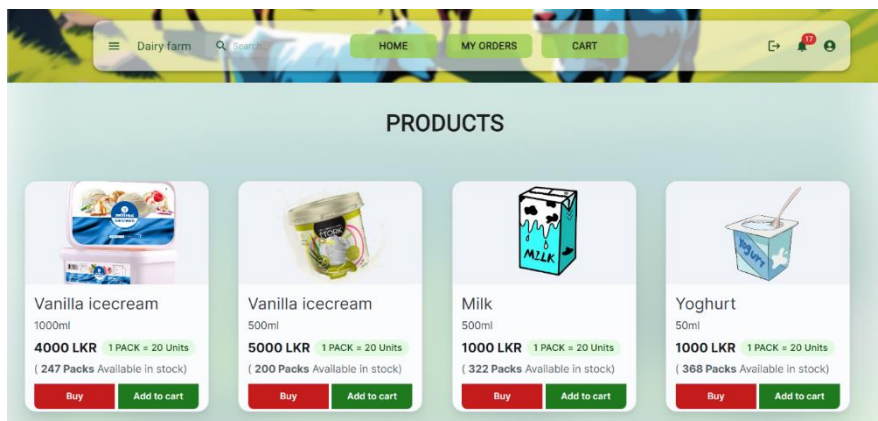 Dairy farm Search... HOME MY ORDERS CART 17
PRODUCTS
MILK
Yogurt
Vanilla icecream
1000ml
4000 LKR 1 PACK = 20 Units
( 247 Packs Available in stock)
Buy Add to cart
Vanilla icecream
500ml
5000 LKR 1 PACK = 20 Units
( 200 Packs Available in stock)
Buy Add to cart
Milk
500ml
1000 LKR 1 PACK = 20 Units
( 322 Packs Available in stock)
Buy Add to cart
Yoghurt
50ml
1000 LKR 1 PACK = 20 Units
( 368 Packs Available in stock)
Buy Add to cart